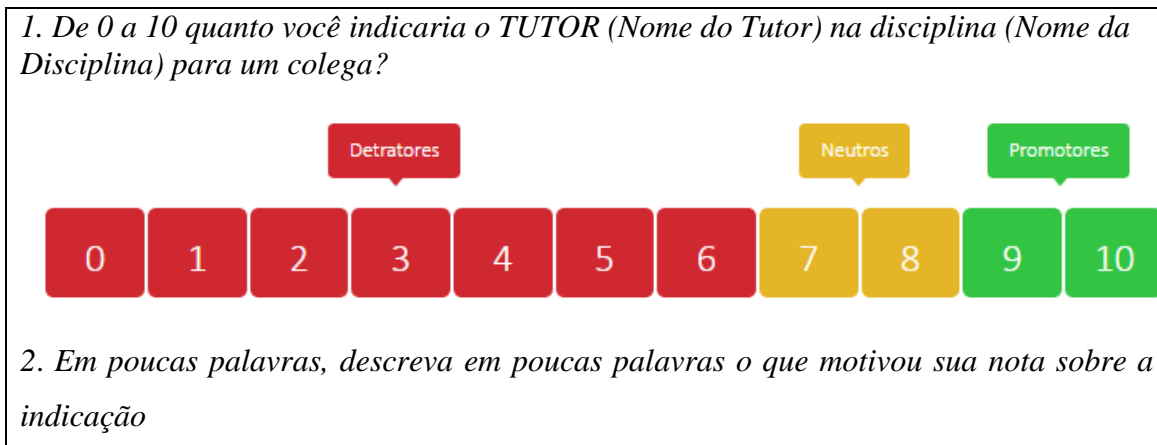 1. De 0 a 10 quanto você indicaria o TUTOR (Nome do Tutor) na disciplina (Nome da
Disciplina) para um colega?
Detratores
Neutros
Promotores
0 1 2 3 4 5 6 7 8 9 10
2. Em poucas palavras, descreva em poucas palavras o que motivou sua nota sobre a
indicação